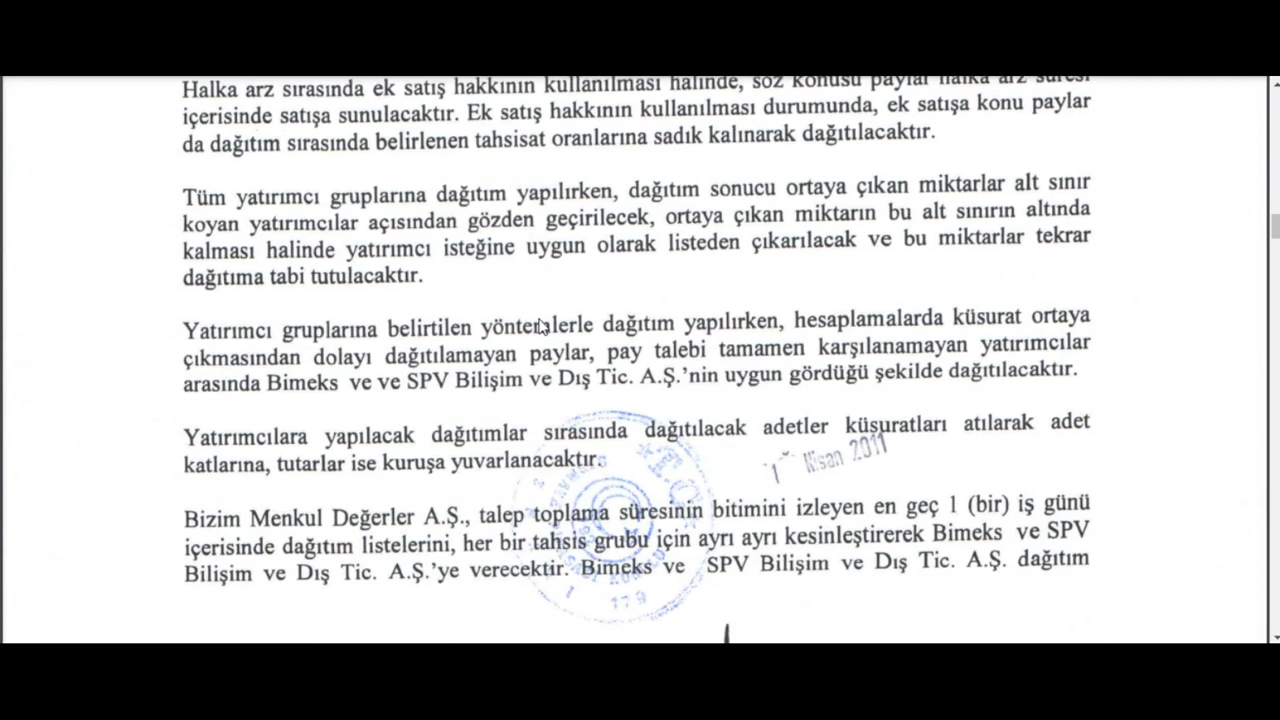 Halka arz sırasında ek satış hakkının kullanılması halinde, söz konusu paylar halka arz süresi
içerisinde satışa sunulacaktır. Ek satış hakkının kullanılması durumunda, ek satışa konu paylar
da dağıtım sırasında belirlenen tahsisat oranlarına sadık kalınarak dağıtılacaktır.
Tüm yatırımcı gruplarına dağıtım yapılırken, dağıtım sonucu ortaya çıkan miktarlar alt sınır
koyan yatırımcılar açısından gözden geçirilecek, ortaya çıkan miktarın bu alt sınırın altında
kalması halinde yatırımcı isteğine uygun olarak listeden çıkarılacak ve bu miktarlar tekrar
dağıtıma tabi tutulacaktır.
Yatırımcı gruplarına belirtilen yöntemlerle dağıtım yapılırken, hesaplamalarda küsurat ortaya
çıkmasından dolayı dağıtılamayan paylar, pay talebi tamamen karşılanamayan yatırımcılar
arasında Bimeks ve ve SPV Bilişim ve Dış Tic. A.Ş.'nin uygun gördüğü şekilde dağıtılacaktır.
Yatırımcılara yapılacak dağıtımlar sırasında dağıtılacak adetler küsuratları atılarak adet
katlarına, tutarlar ise kuruşa yuvarlanacaktır.
Nisan 2011
Bizim Menkul Değerler A.Ş., talep toplama süresinin bitimini izleyen en geç 1 (bir) iş günü
içerisinde dağıtım listelerini, her bir tahsis grubu için ayrı ayrı kesinleştirerek Bimeks ve SPV
Bilişim ve Dış Tic. A.Ş.'ye verecektir. Bimeks ve SPV Bilişim ve Dış Tic. A.Ş. dağıtım